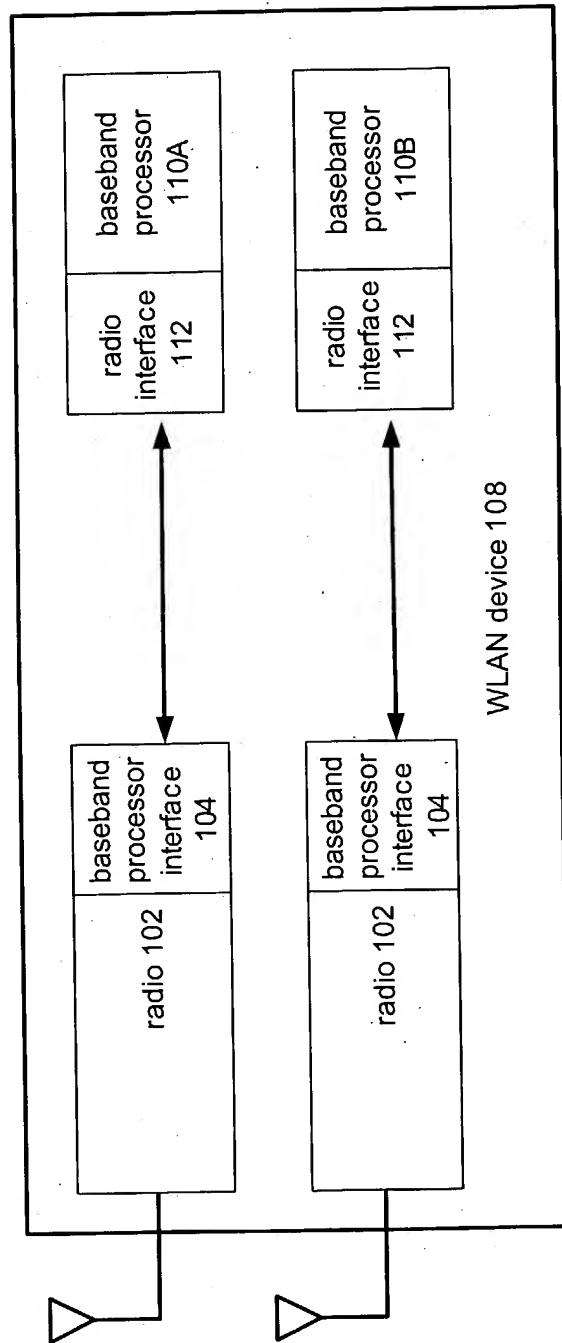 radio 102
baseband
processor
interface
104
radio
interface
112
baseband
processor
110A
radio 102
baseband
processor
interface
104
radio
interface
112
baseband
processor
110B
WLAN device 108